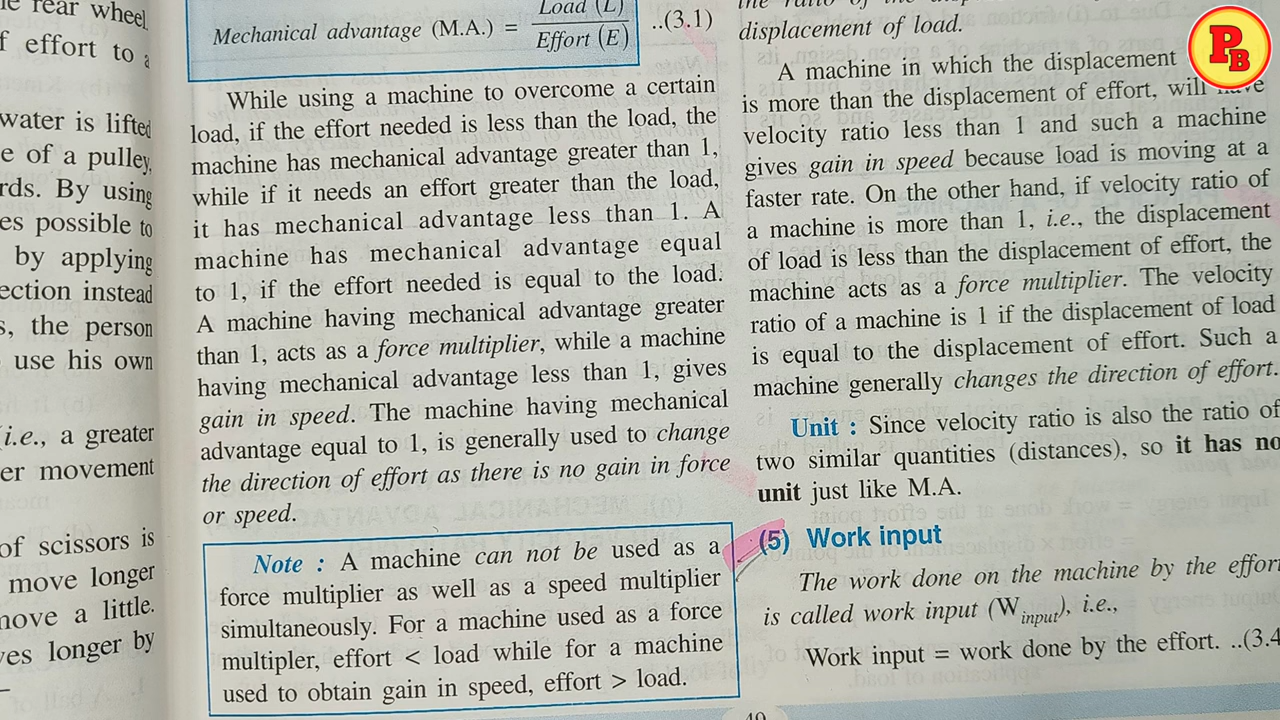 rear wheel
f effort to a
water is lifted
e of a pulley,
rds. By using
es possible to
by applying
ection instead
s, the person
use his own
i.e., a greater
er movement
of scissors is
move longer
move a little.
ves longer by
Mechanical advantage (M.A.) = Load (L) / Effort (E) ..(3.1)
While using a machine to overcome a certain
load, if the effort needed is less than the load, the
machine has mechanical advantage greater than 1,
while if it needs an effort greater than the load,
it has mechanical advantage less than 1. A
machine has mechanical advantage equal
to 1, if the effort needed is equal to the load.
A machine having mechanical advantage greater
than 1, acts as a force multiplier, while a machine
having mechanical advantage less than 1, gives
gain in speed. The machine having mechanical
advantage equal to 1, is generally used to change
the direction of effort as there is no gain in force
or speed.
Note : A machine can not be used as a
force multiplier as well as a speed multiplier
simultaneously. For a machine used as a force
multipler, effort < load while for a machine
used to obtain gain in speed, effort > load.
displacement of load.
A machine in which the displacement
is more than the displacement of effort, will have
velocity ratio less than 1 and such a machine
gives gain in speed because load is moving at a
faster rate. On the other hand, if velocity ratio of
a machine is more than 1, i.e., the displacement
of load is less than the displacement of effort, the
machine acts as a force multiplier. The velocity
ratio of a machine is 1 if the displacement of load
is equal to the displacement of effort. Such a
machine generally changes the direction of effort.
Unit : Since velocity ratio is also the ratio of
two similar quantities (distances), so it has no
unit just like M.A.
(5) Work input
The work done on the machine by the effort
is called work input (Winput), i.e.,
Work input = work done by the effort. ..(3.4
PB